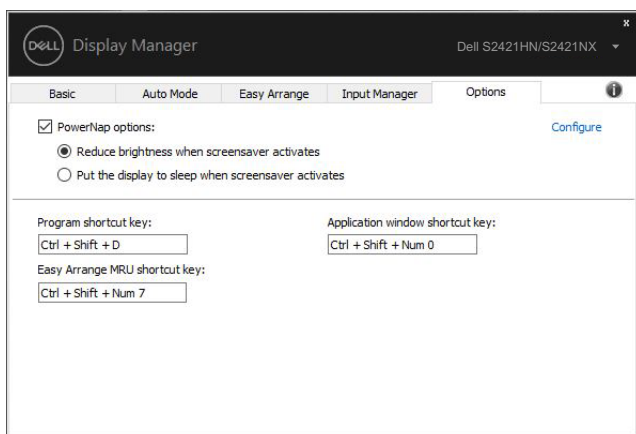 x
DELL Display Manager
Dell S2421HN/S2421NX
Basic
Auto Mode
Easy Arrange
Input Manager
Options
i
PowerNap options:
Configure
Reduce brightness when screensaver activates
Put the display to sleep when screensaver activates
Program shortcut key:
Application window shortcut key:
Ctrl + Shift + D
Ctrl + Shift + Num 0
Easy Arrange MRU shortcut key:
Ctrl + Shift + Num 7